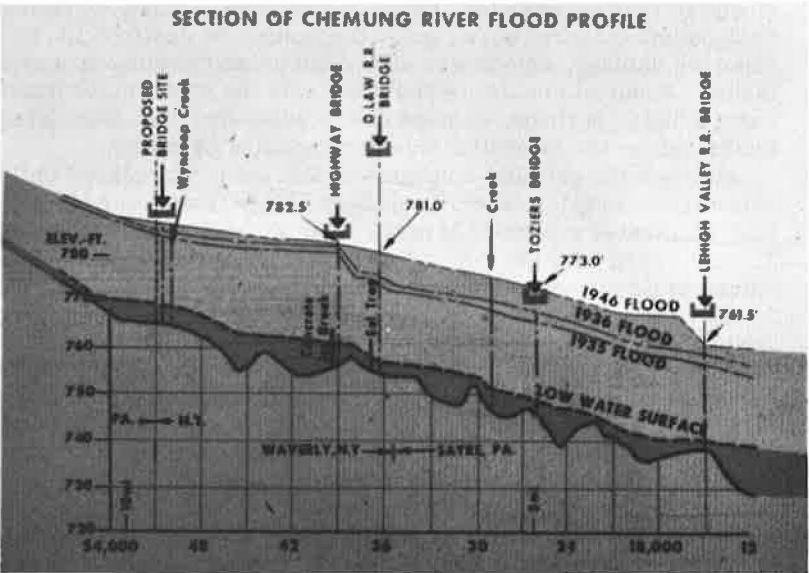 SECTION OF CHEMUNG RIVER FLOOD PROFILE
PROPOSED
BRIDGE SITE
Wynkoop Creek
HIGHWAY BRIDGE
D.L.&W. R.R.
BRIDGE
Creek
TOZIERS BRIDGE
LEHIGH VALLEY R.R. BRIDGE
782.5'
781.0'
773.0'
761.5'
ELEV.-FT.
780
760
750
740
730
720
1946 FLOOD
1936 FLOOD
1935 FLOOD
LOW WATER SURFACE
PA.
N.Y.
WAVERLY, N.Y.
SAYRE, PA.
54,000
48
42
36
30
24
18,000
12